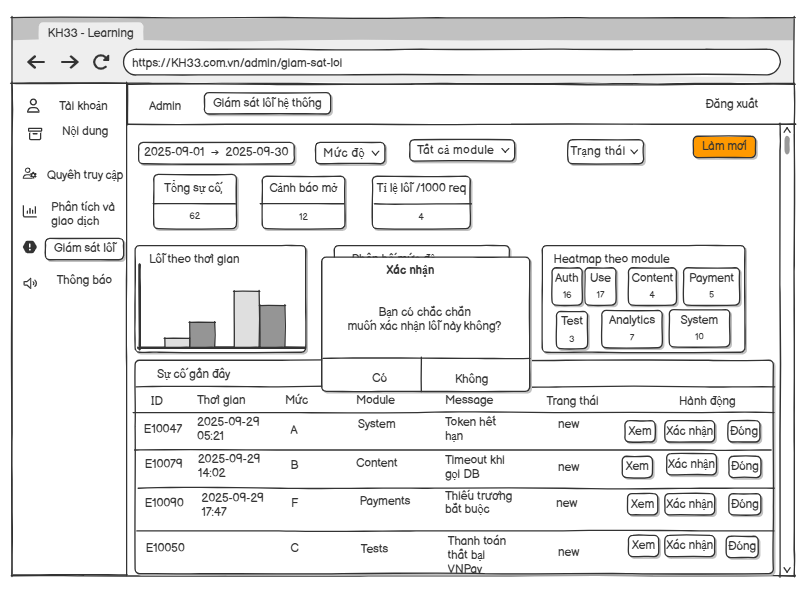 KH33 - Learning
https://KH33.com.vn/admin/giam-sat-loi
Tài khoản
Nội dung
Quyền truy cập
Phân tích và
giao dịch
Giám sát lỗi
Thông báo
Admin
Giám sát lỗi hệ thống
Đăng xuất
2025-09-01 → 2025-09-30
Mức độ
Tất cả module
Trạng thái
Làm mới
Tổng sự cố,
62
Cảnh báo mở
12
Tỉ lệ lỗi /1000 req
4
Lỗi theo thời gian
Heatmap theo module
Auth
16
Use
17
Content
4
Payment
5
Test
3
Analytics
7
System
10
Xác nhận
Bạn có chắc chắn
muốn xác nhận lỗi này không?
Có
Không
Sự cố gần đây
ID Thời gian Mức Module Message Trang thái Hành động
E10047 2025-09-29 05:21 A System Token hết hạn new Xem Xác nhận Đóng
E10079 2025-09-29 14:02 B Content Timeout khi gọi DB new Xem Xác nhận Đóng
E10090 2025-09-29 17:47 F Payments Thiếu trương bắt buộc new Xem Xác nhận Đóng
E10050 C Tests Thanh toán thất bại VNPay new Xem Xác nhận Đóng